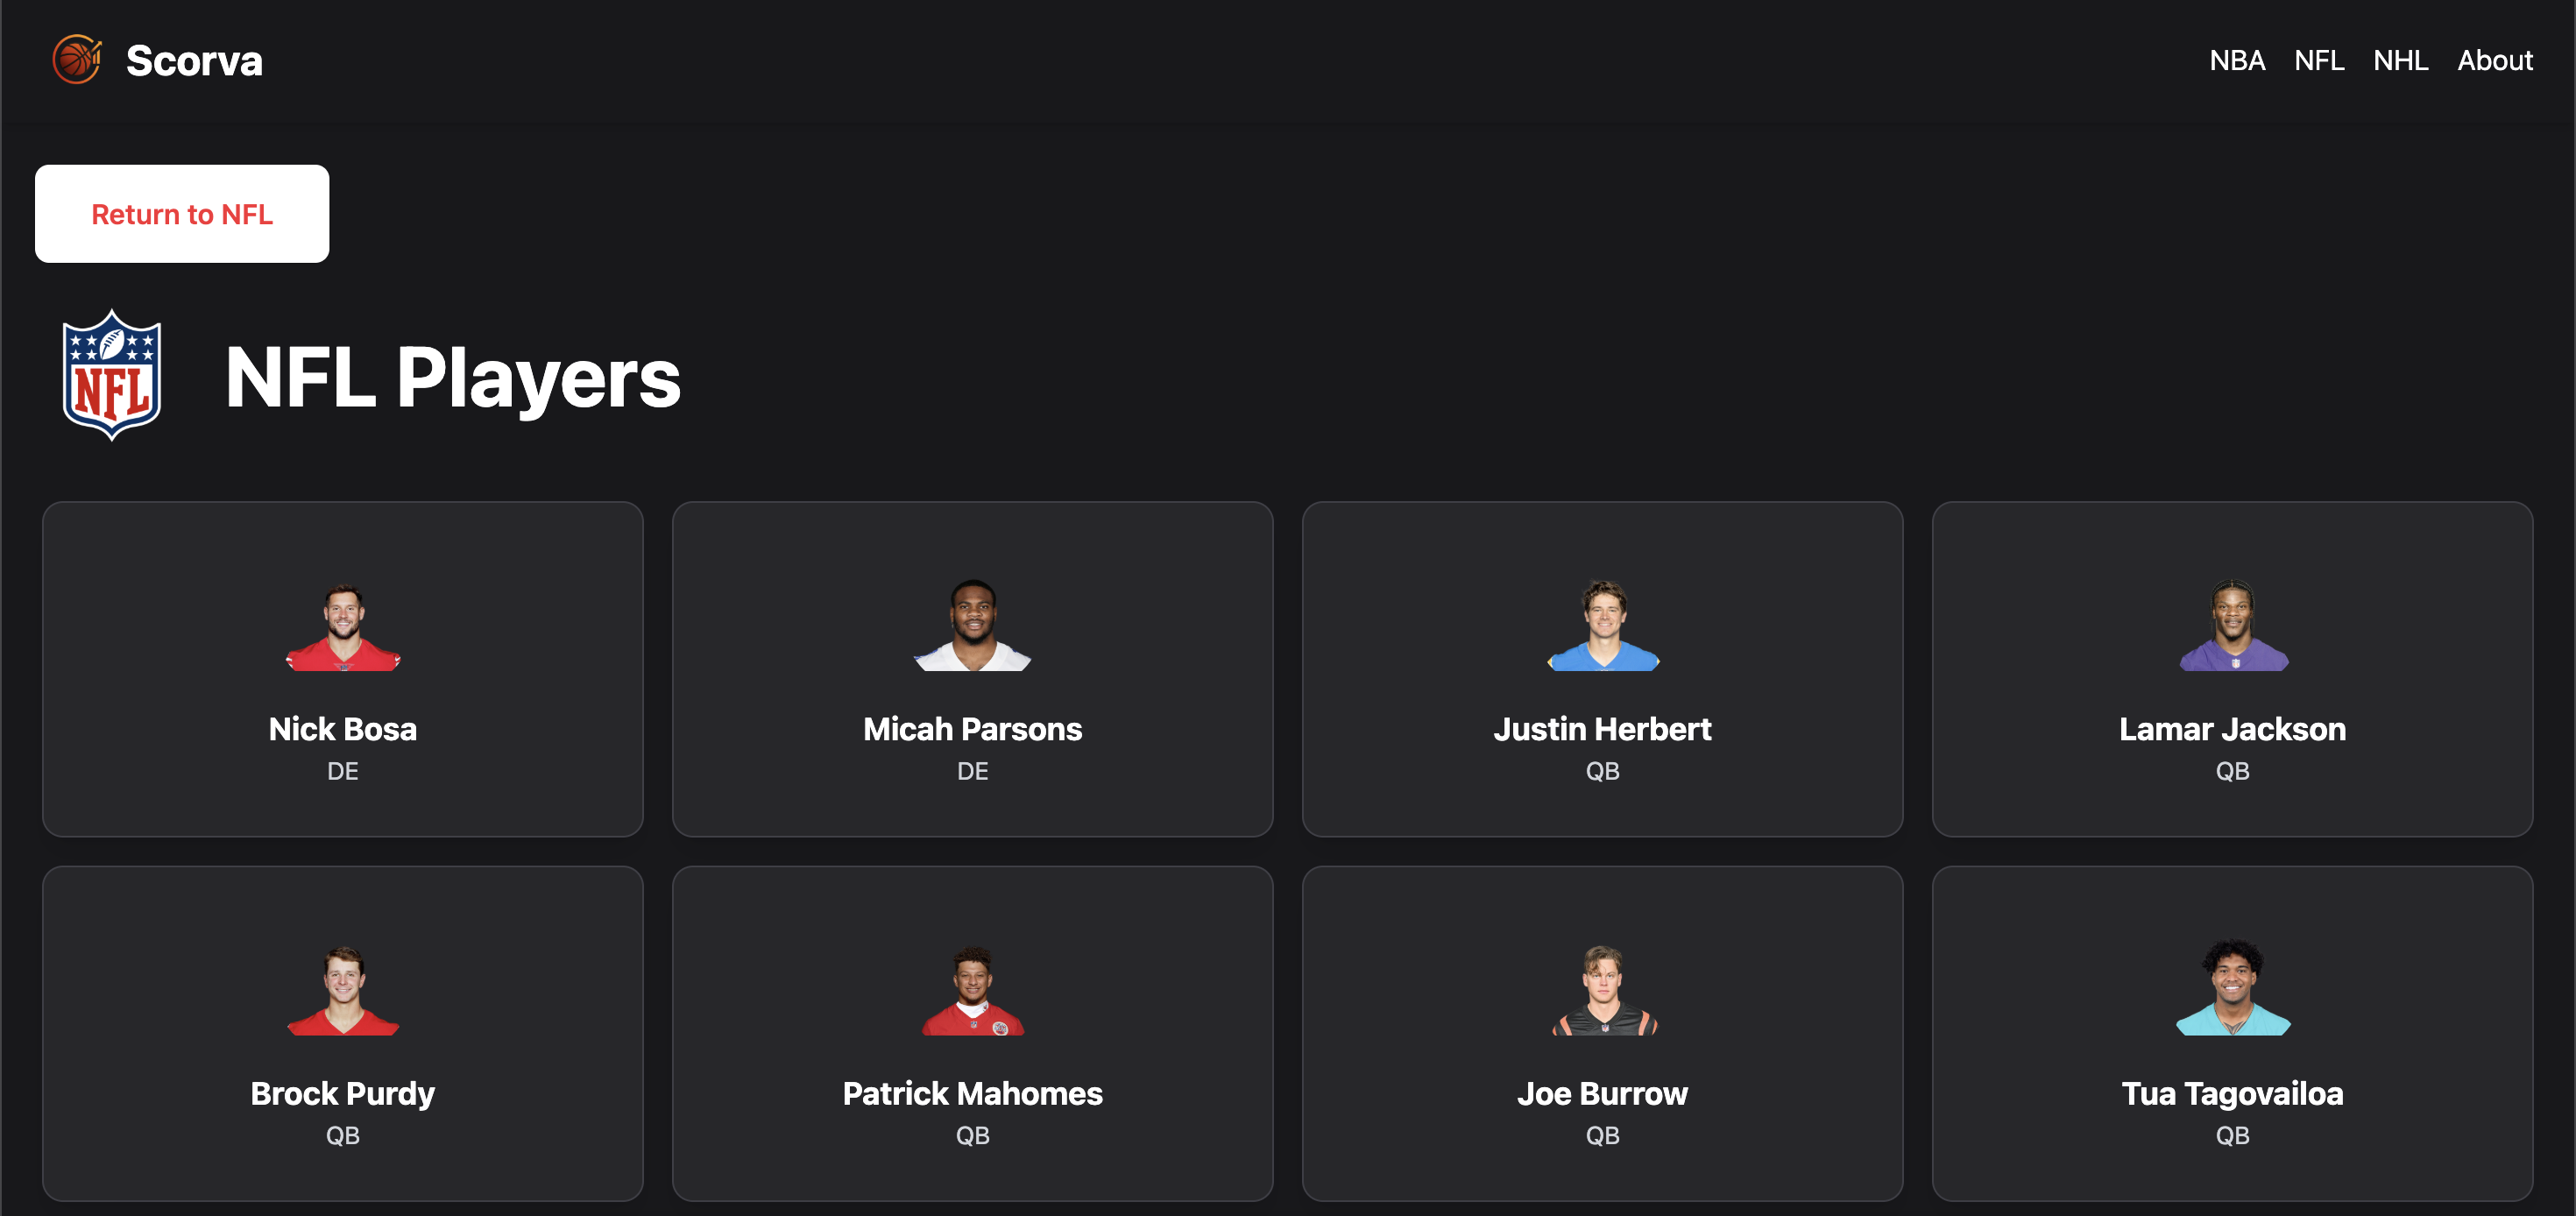 Scorva
NBA NFL NHL About
Return to NFL
NFL
NFL Players
Nick Bosa
DE
Micah Parsons
DE
Justin Herbert
QB
Lamar Jackson
QB
Brock Purdy
QB
Patrick Mahomes
QB
Joe Burrow
QB
Tua Tagovailoa
QB